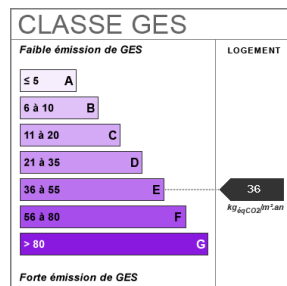 CLASSE GES
Faible émission de GES
LOGEMENT
≤ 5 A
6 à 10 B
11 à 20 C
21 à 35 D
36 à 55 E
36
kgéqCO2/m².an
56 à 80 F
> 80 G
Forte émission de GES